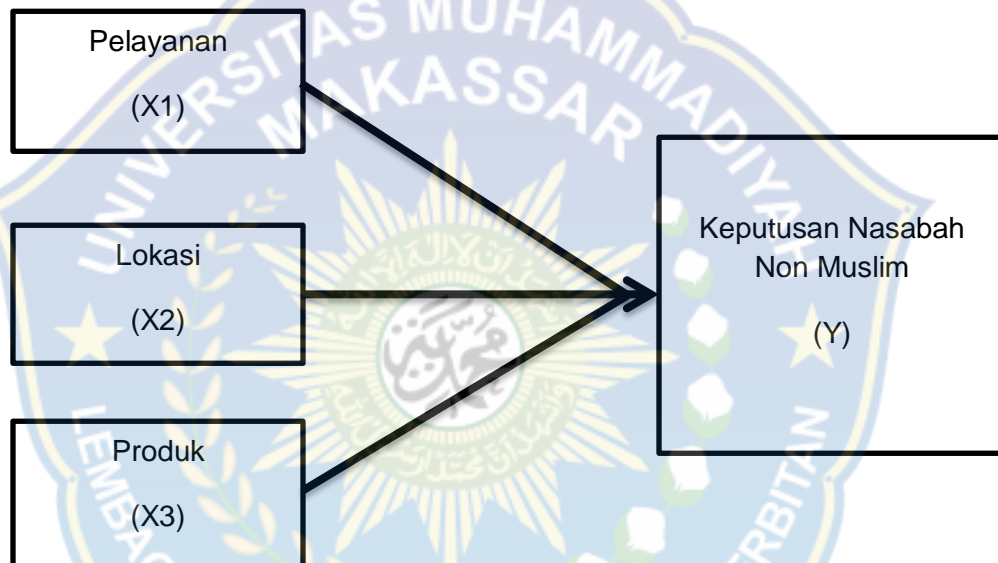 Pelayanan
(X1)
Lokasi
(X2)
Produk
(X3)
Keputusan Nasabah
Non Muslim
(Y)
UNIVERSITAS MUHAMMADIYAH
MAKASSAR